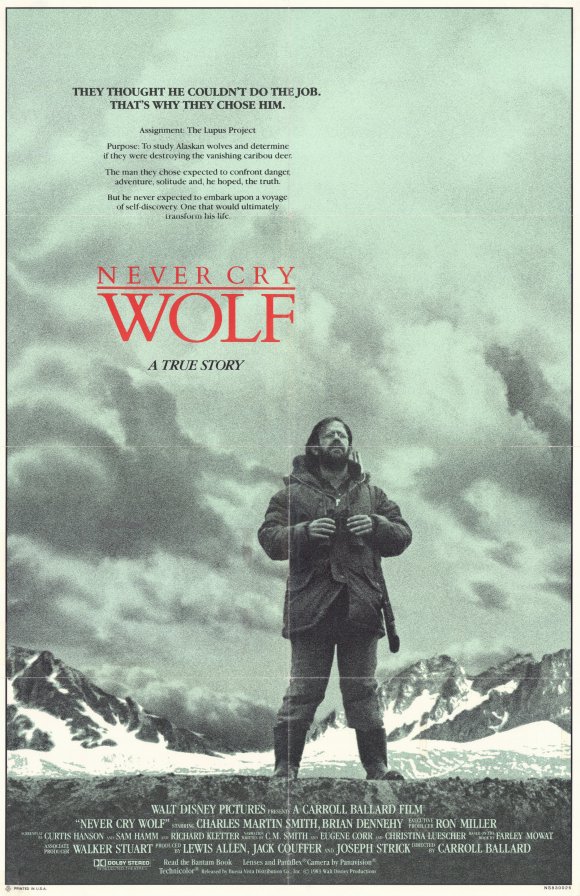 THEY THOUGHT HE COULDN'T DO THE JOB.
THAT'S WHY THEY CHOSE HIM.
Assignment: The Lupus Project
Purpose: To study Alaskan wolves and determine
if they were destroying the vanishing caribou deer.
The man they chose expected to confront danger,
adventure, solitude and, he hoped, the truth.
But he never expected to embark upon a voyage
of self-discovery. One that would ultimately
transform his life.
NEVER CRY
WOLF
A TRUE STORY
WALT DISNEY PICTURES PRESENTS A CARROLL BALLARD FILM
"NEVER CRY WOLF" STARRING CHARLES MARTIN SMITH, BRIAN DENNEHY EXECUTIVE PRODUCER RON MILLER
SCREENPLAY BY CURTIS HANSON AND SAM HAMM AND RICHARD KLETTER NARRATION WRITTEN BY C.M. SMITH AND EUGENE CORR AND CHRISTINA LUESCHER BASED ON THE BOOK BY FARLEY MOWAT
ASSOCIATE PRODUCER WALKER STUART PRODUCED BY LEWIS ALLEN, JACK COUFFER AND JOSEPH STRICK DIRECTED BY CARROLL BALLARD
DOLBY STEREO Read the Bantam Book Lenses and Panaflex® Camera by Panavision®
Technicolor® Released by Buena Vista Distribution Co., Inc. © 1983 Walt Disney Productions
PRINTED IN U.S.A.